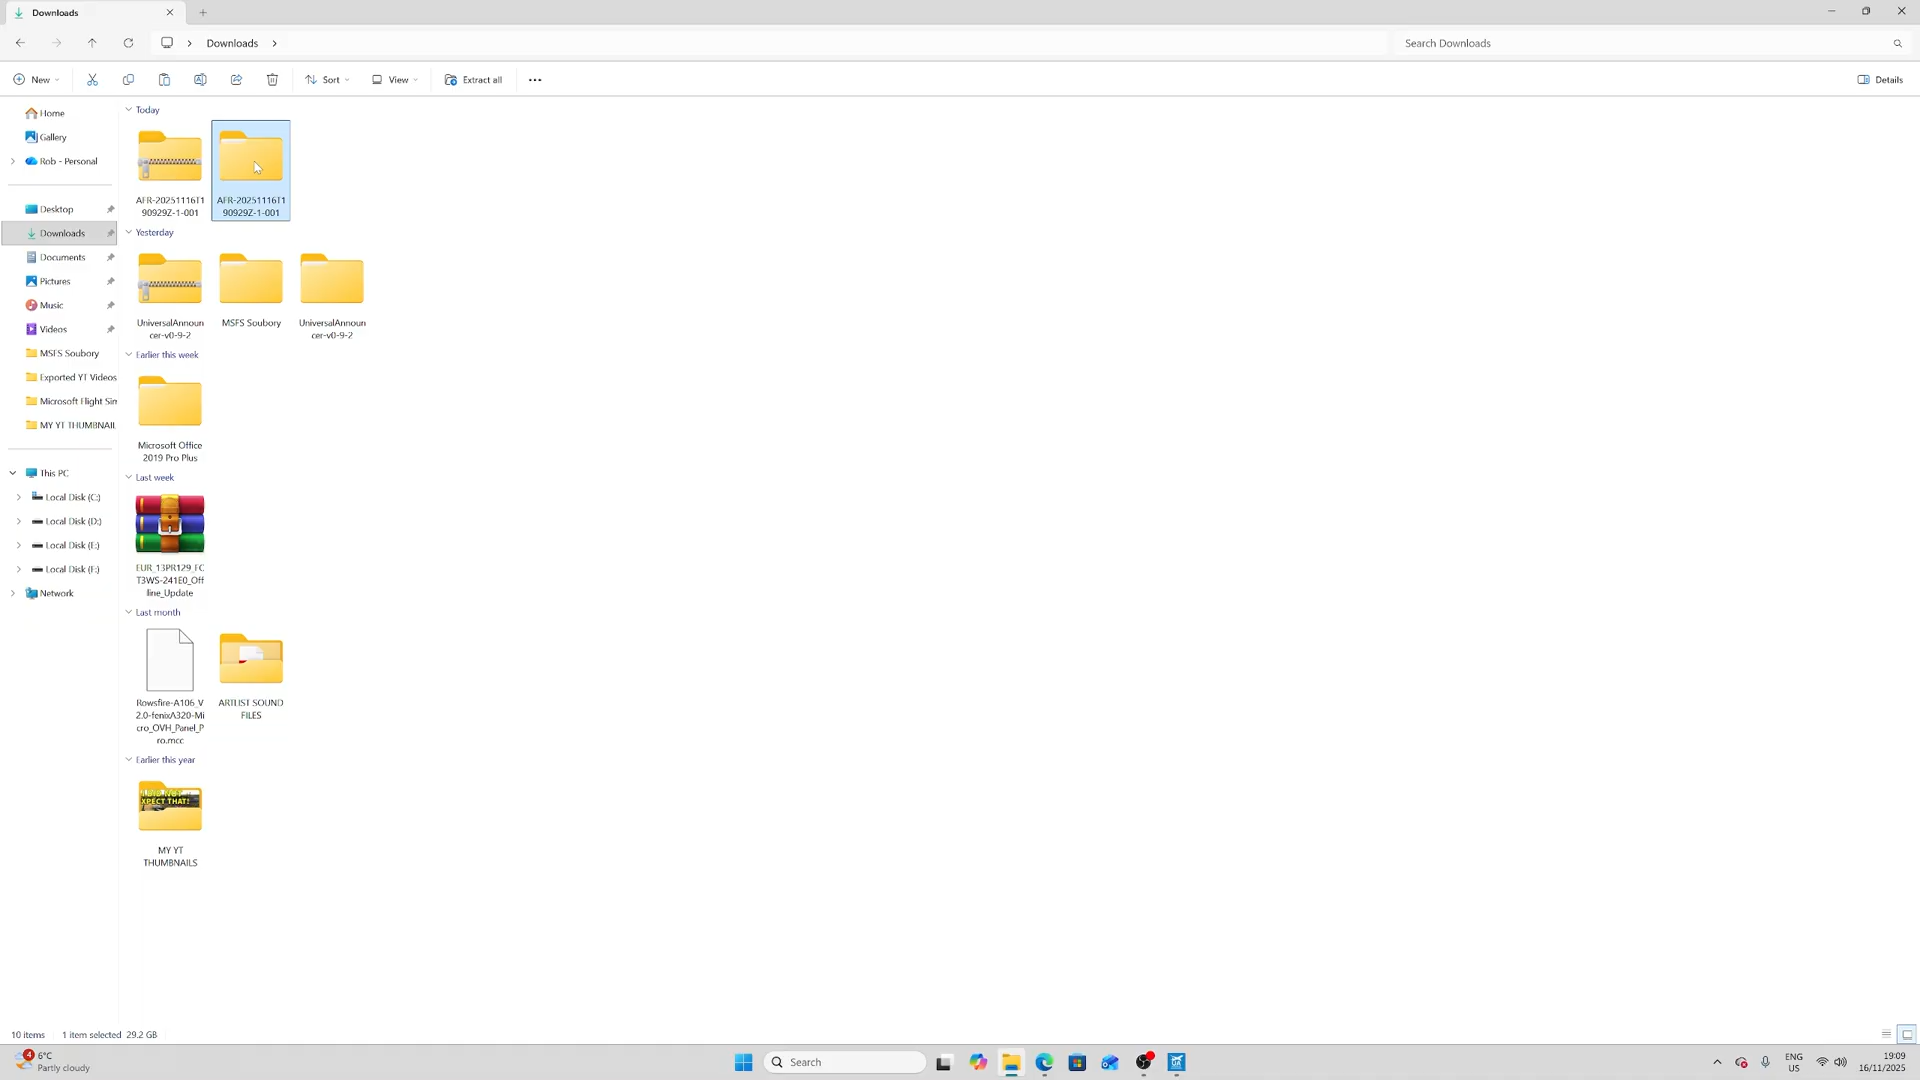 Downloads
Downloads
Search Downloads
New
Sort
View
Extract all
Details
Home
Gallery
Rob - Personal
Desktop
Downloads
Documents
Pictures
Music
Videos
MSFS Soubory
Exported YT Videos
Microsoft Flight Sim
MY YT THUMBNAIL
This PC
Local Disk (C:)
Local Disk (D:)
Local Disk (E:)
Local Disk (F:)
Network
Today
AFR-20251116T1
90929Z-1-001
AFR-20251116T1
90929Z-1-001
Yesterday
UniversalAnnoun
cer-v0-9-2
MSFS Soubory
UniversalAnnoun
cer-v0-9-2
Earlier this week
Microsoft Office
2019 Pro Plus
Last week
EUR_13PR129_FC
T3WS-241E0_Off
line_Update
Last month
Rowsfire-A106_V
2.0-fenixA320-Mi
cro_OVH_Panel_P
ro.mcc
ARTLIST SOUND
FILES
Earlier this year
XPECT THAT!
MY YT
THUMBNAILS
10 items
1 item selected 29.2 GB
4
6°C
Partly cloudy
Search
UA
ENG
US
19:09
16/11/2025